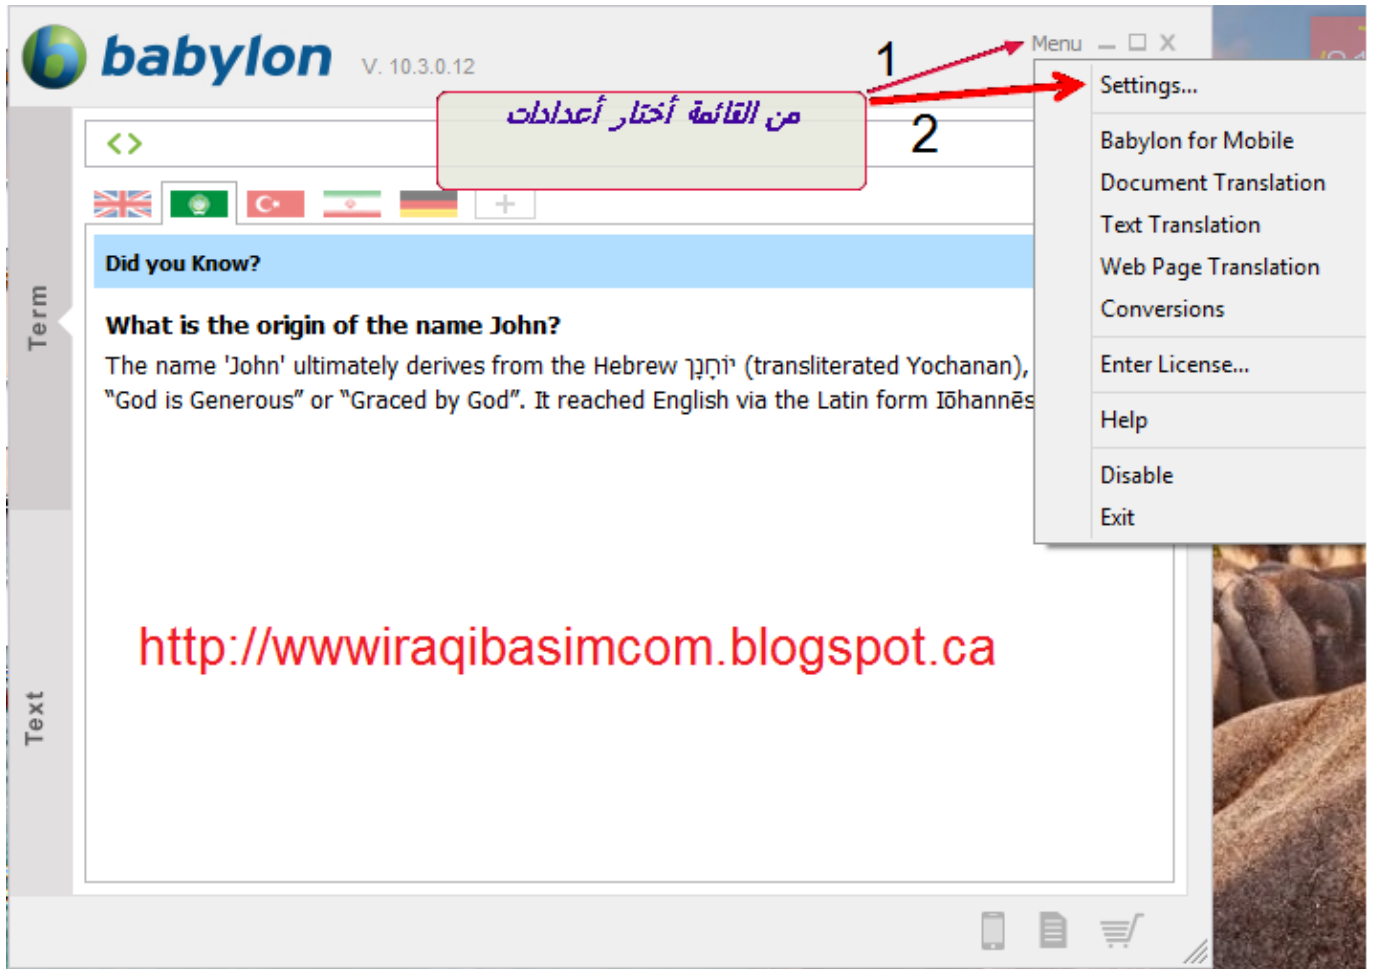 babylon V. 10.3.0.12
1
Menu
من القائمة أختار أعدادات
2
Settings...
Babylon for Mobile
Document Translation
Text Translation
Web Page Translation
Conversions
Enter License...
Help
Disable
Exit
Term
Text
Did you Know?
What is the origin of the name John?
The name 'John' ultimately derives from the Hebrew יוֹחָנָן (transliterated Yochanan),
“God is Generous” or “Graced by God”. It reached English via the Latin form Iōhannēs
http://wwwiraqibasimcom.blogspot.ca